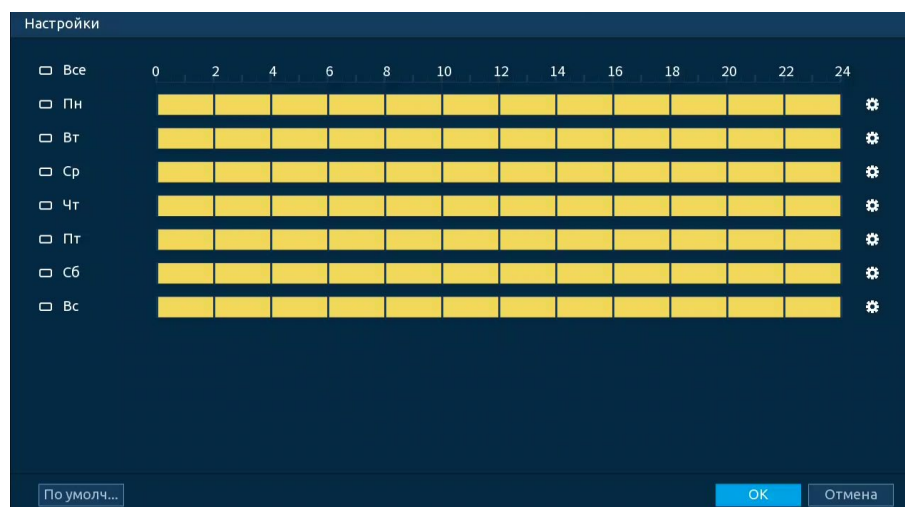 Настройки
Все 0 2 4 6 8 10 12 14 16 18 20 22 24
Пн
Вт
Ср
Чт
Пт
Сб
Вс
По умолч... OK Отмена